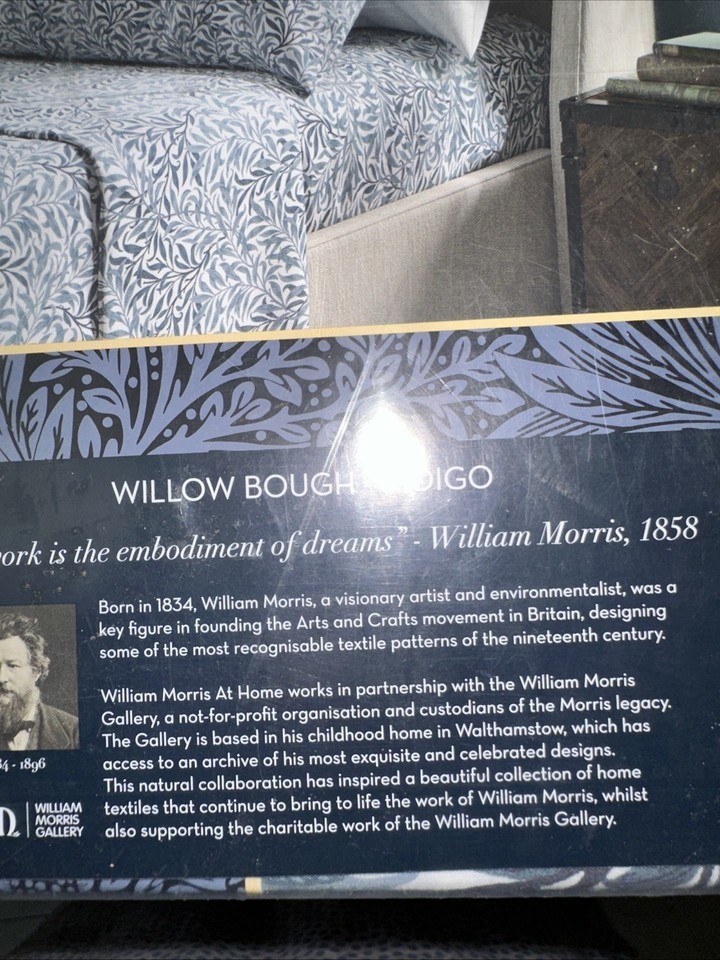 WILLOW BOUGH
is the embodiment of dreams” - William Morris, 1858
Born in 1834, William Morris, a visionary artist and environmentalist, was a
key figure in founding the Arts and Crafts movement in Britain, designing
some of the most recognisable textile patterns of the nineteenth century.
William Morris At Home works in partnership with the William Morris
Gallery, a not-for-profit organisation and custodians of the Morris legacy.
The Gallery is based in his childhood home in Walthamstow, which has
access to an archive of his most exquisite and celebrated designs.
This natural collaboration has inspired a beautiful collection of home
textiles that continue to bring to life the work of William Morris, whilst
also supporting the charitable work of the William Morris Gallery.
- 1896
WILLIAM
MORRIS
GALLERY